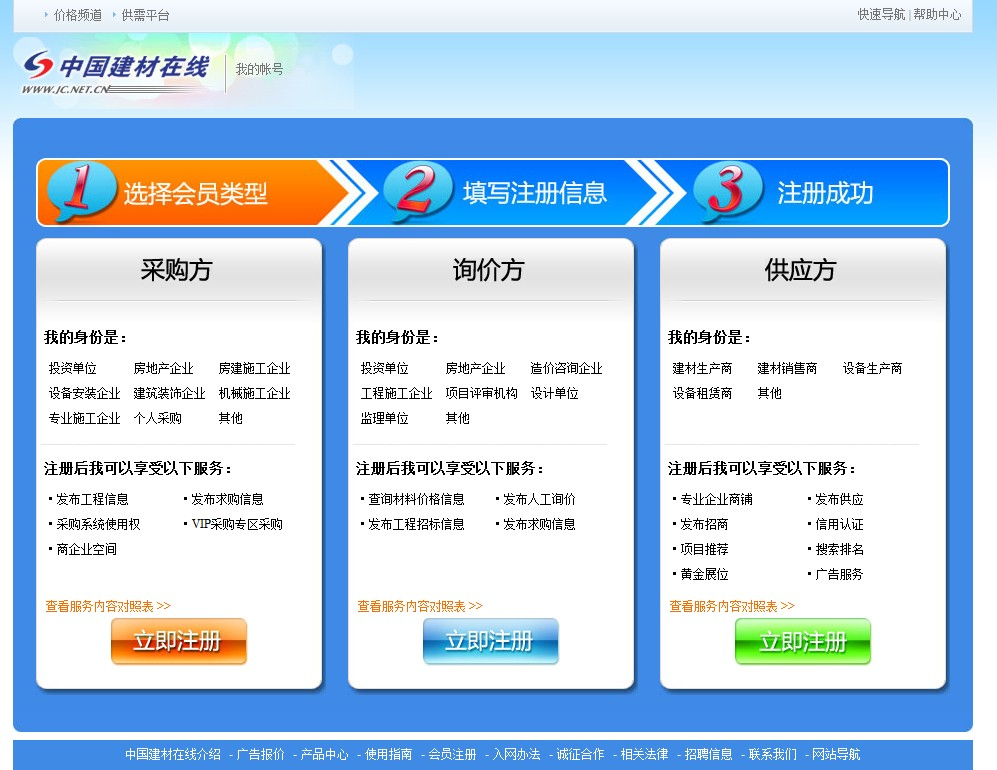 价格频道 供需平台 快速导航 | 帮助中心
中国建材在线 我的帐号
WWW.JC.NET.CN
1 选择会员类型 2 填写注册信息 3 注册成功
采购方
我的身份是：
投资单位 房地产企业 房建施工企业
设备安装企业 建筑装饰企业 机械施工企业
专业施工企业 个人采购 其他
注册后我可以享受以下服务：
·发布工程信息 ·发布求购信息
·采购系统使用权 ·VIP采购专区采购
·商企业空间
查看服务内容对照表 >>
立即注册
询价方
我的身份是：
投资单位 房地产企业 造价咨询企业
工程施工企业 项目评审机构 设计单位
监理单位 其他
注册后我可以享受以下服务：
·查询材料价格信息 ·发布人工询价
·发布工程招标信息 ·发布求购信息
查看服务内容对照表 >>
立即注册
供应方
我的身份是：
建材生产商 建材销售商 设备生产商
设备租赁商 其他
注册后我可以享受以下服务：
·专业企业商铺 ·发布供应
·发布招商 ·信用认证
·项目推荐 ·搜索排名
·黄金展位 ·广告服务
查看服务内容对照表 >>
立即注册
中国建材在线介绍 - 广告报价 - 产品中心 - 使用指南 - 会员注册 - 入网办法 - 诚征合作 - 相关法律 - 招聘信息 - 联系我们 - 网站导航